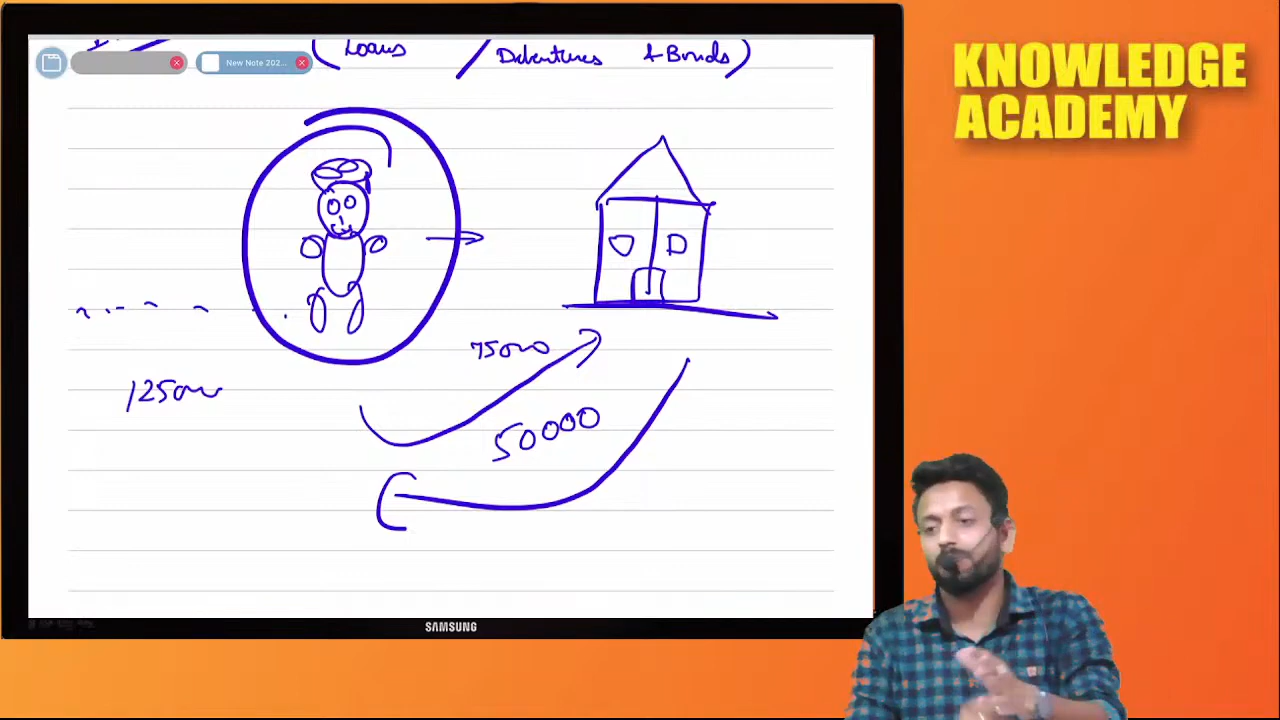 (Loans / Debentures & Bonds)
New Note 202...
75000
125000
50000
SAMSUNG
KNOWLEDGE
ACADEMY